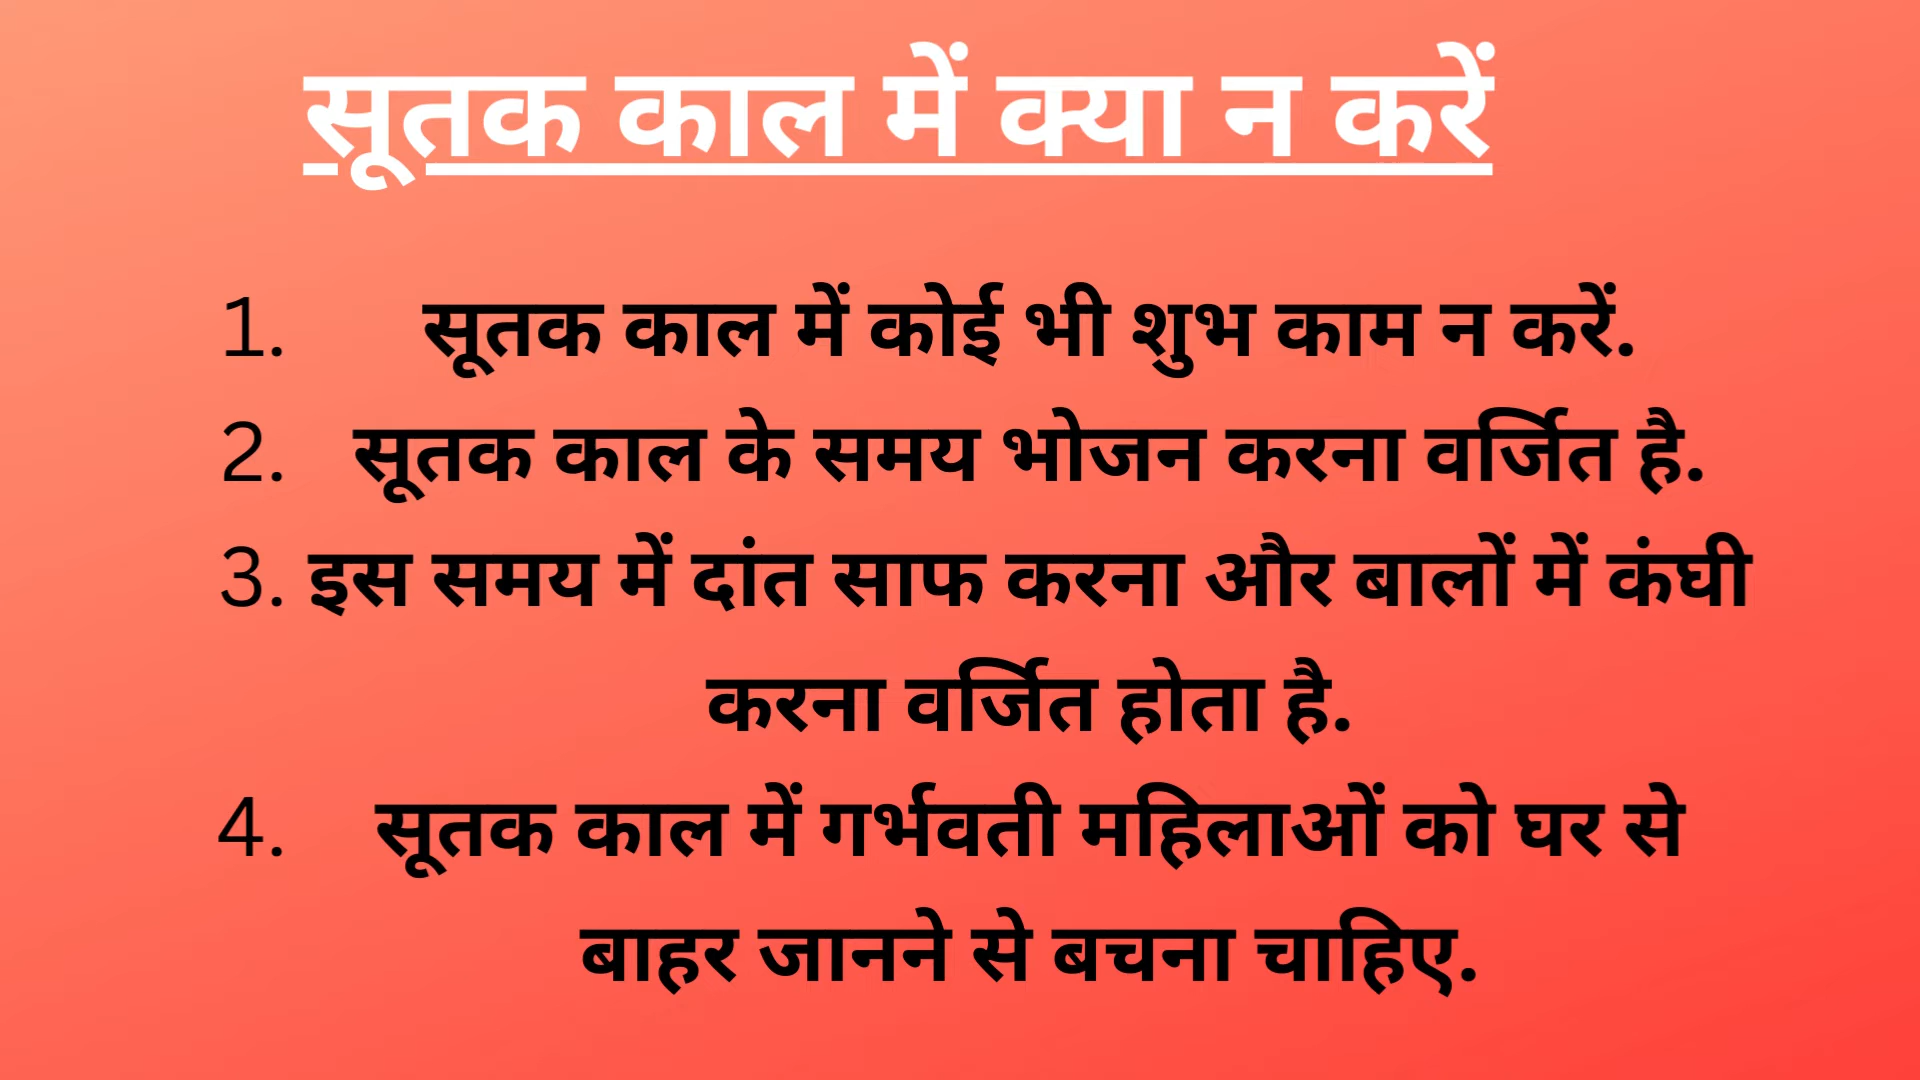 सूतक काल में क्या न करें
1. सूतक काल में कोई भी शुभ काम न करें.
2. सूतक काल के समय भोजन करना वर्जित है.
3. इस समय में दांत साफ करना और बालों में कंघी
करना वर्जित होता है.
4. सूतक काल में गर्भवती महिलाओं को घर से
बाहर जानने से बचना चाहिए.